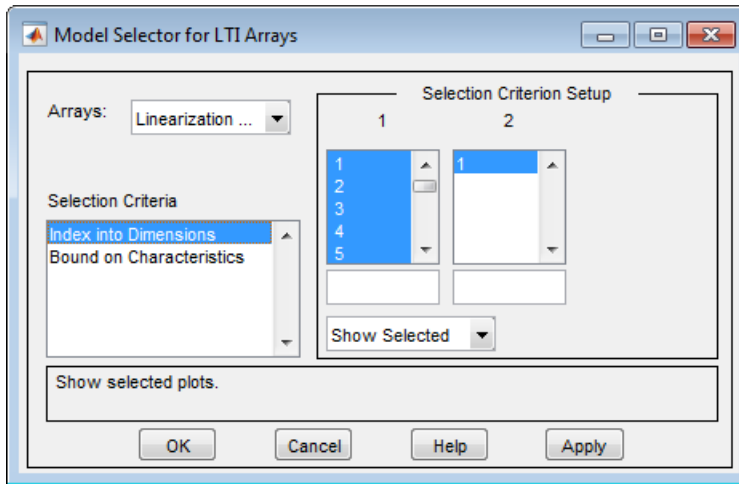 Model Selector for LTI Arrays
Arrays:
Linearization ...
Selection Criteria
Index into Dimensions
Bound on Characteristics
Selection Criterion Setup
1 2
1
2
3
4
5
1
Show Selected
Show selected plots.
OK Cancel Help Apply